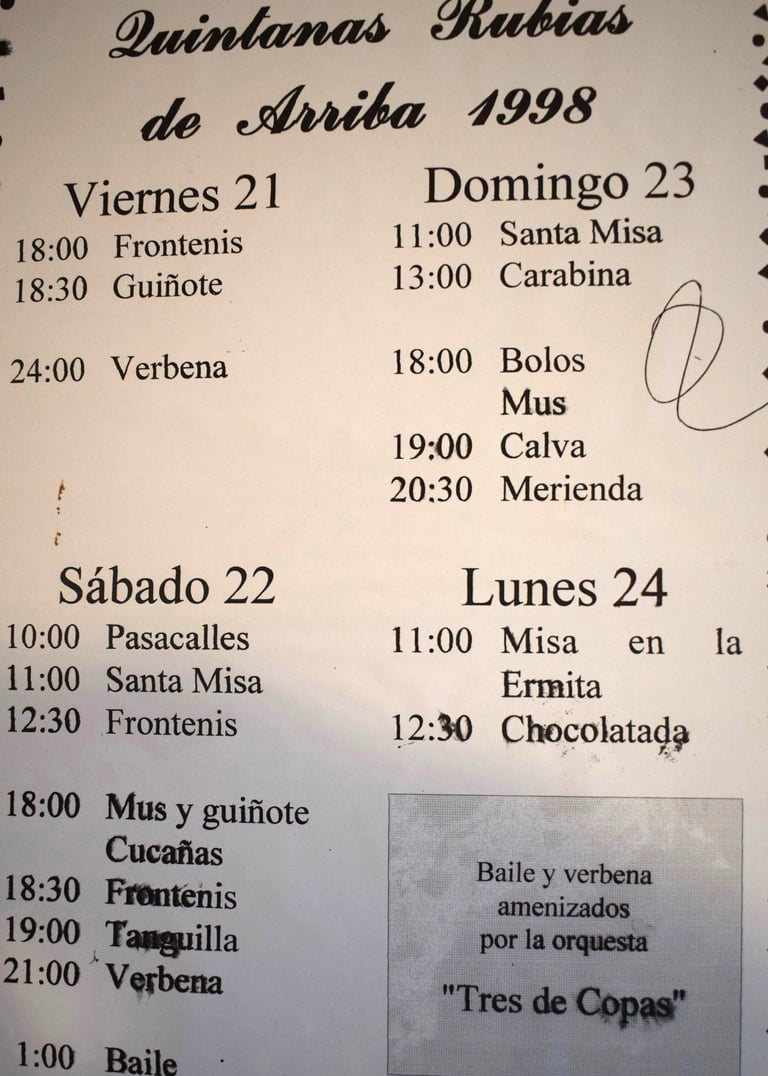 Quintanas Rubias
de Arriba 1998
Viernes 21
18:00 Frontenis
18:30 Guiñote
24:00 Verbena
Sábado 22
10:00 Pasacalles
11:00 Santa Misa
12:30 Frontenis
18:00 Mus y guiñote
Cucañas
18:30 Frontenis
19:00 Tanguilla
21:00 Verbena
1:00 Baile
Domingo 23
11:00 Santa Misa
13:00 Carabina
18:00 Bolos
Mus
19:00 Calva
20:30 Merienda
Lunes 24
11:00 Misa en la
Ermita
12:30 Chocolatada
Baile y verbena
amenizados
por la orquesta
"Tres de Copas"